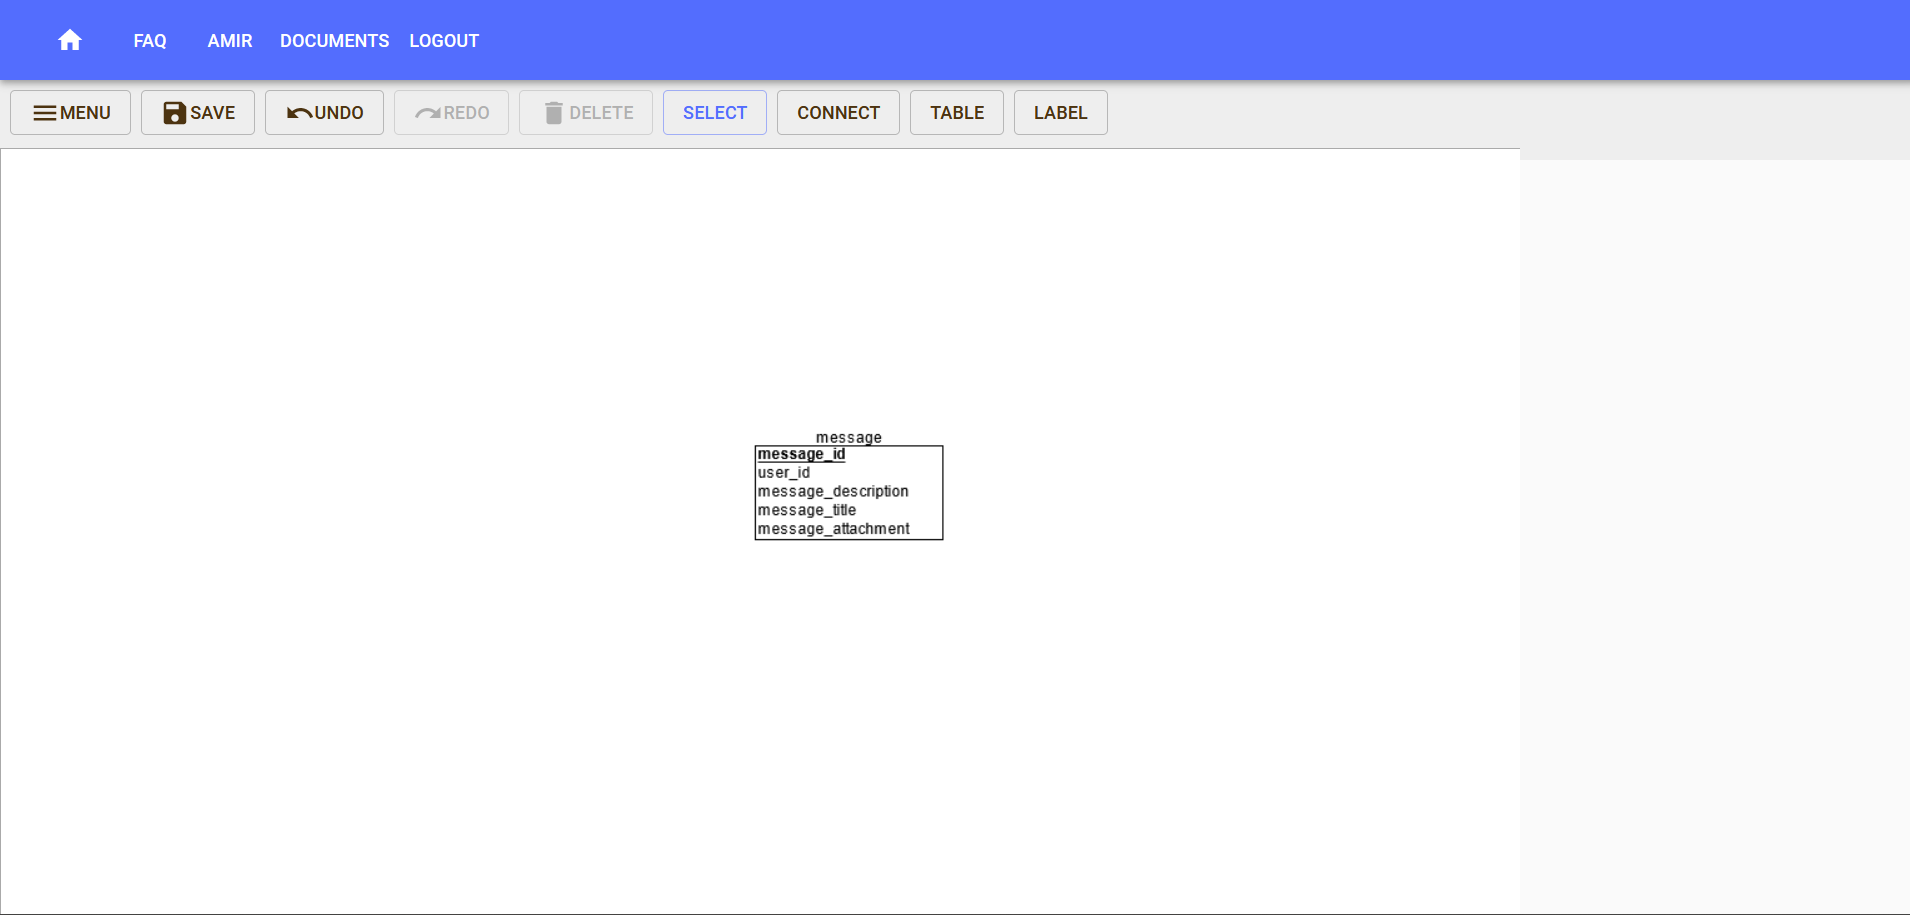 FAQ AMIR DOCUMENTS LOGOUT
MENU SAVE UNDO REDO DELETE SELECT CONNECT TABLE LABEL
message
message_id
user_id
message_description
message_title
message_attachment